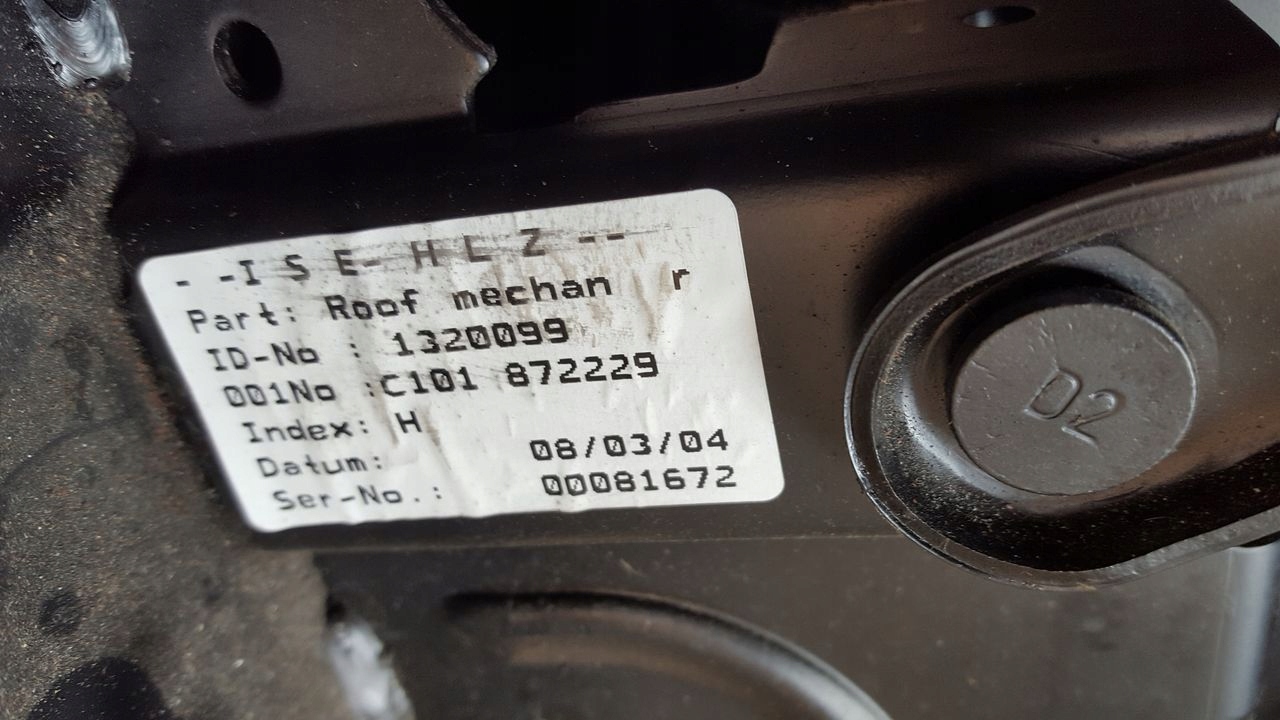 - -I S E- H L Z --
Part: Roof mechan r
ID-No : 1320099
001No :C101 872229
Index: H
Datum: 08/03/04
Ser-No.: 00081672
D2